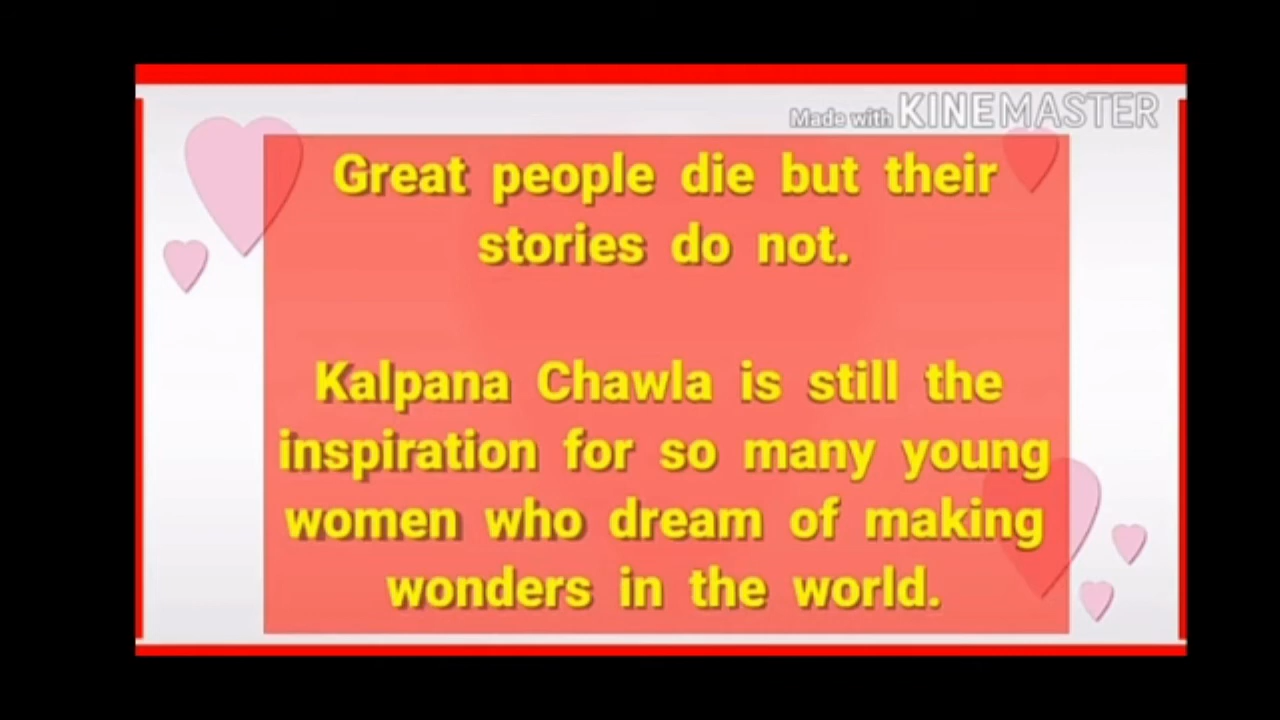 Made with KINEMASTER
Great people die but their
stories do not.
Kalpana Chawla is still the
inspiration for so many young
women who dream of making
wonders in the world.